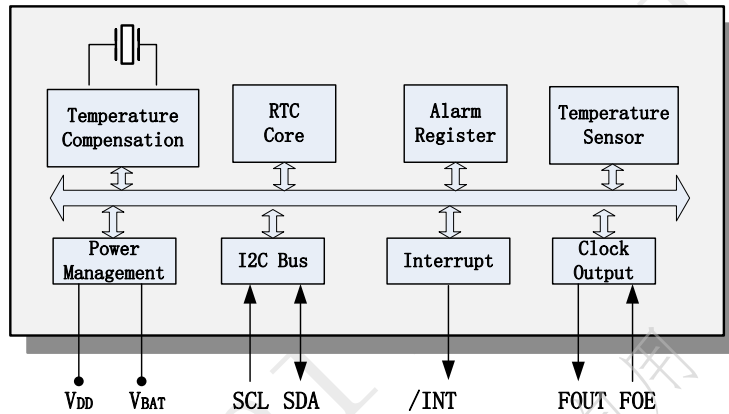 Temperature
Compensation
RTC
Core
Alarm
Register
Temperature
Sensor
Power
Management
I2C Bus
Interrupt
Clock
Output
VDD
VBAT
SCL
SDA
/INT
FOUT
FOE
用